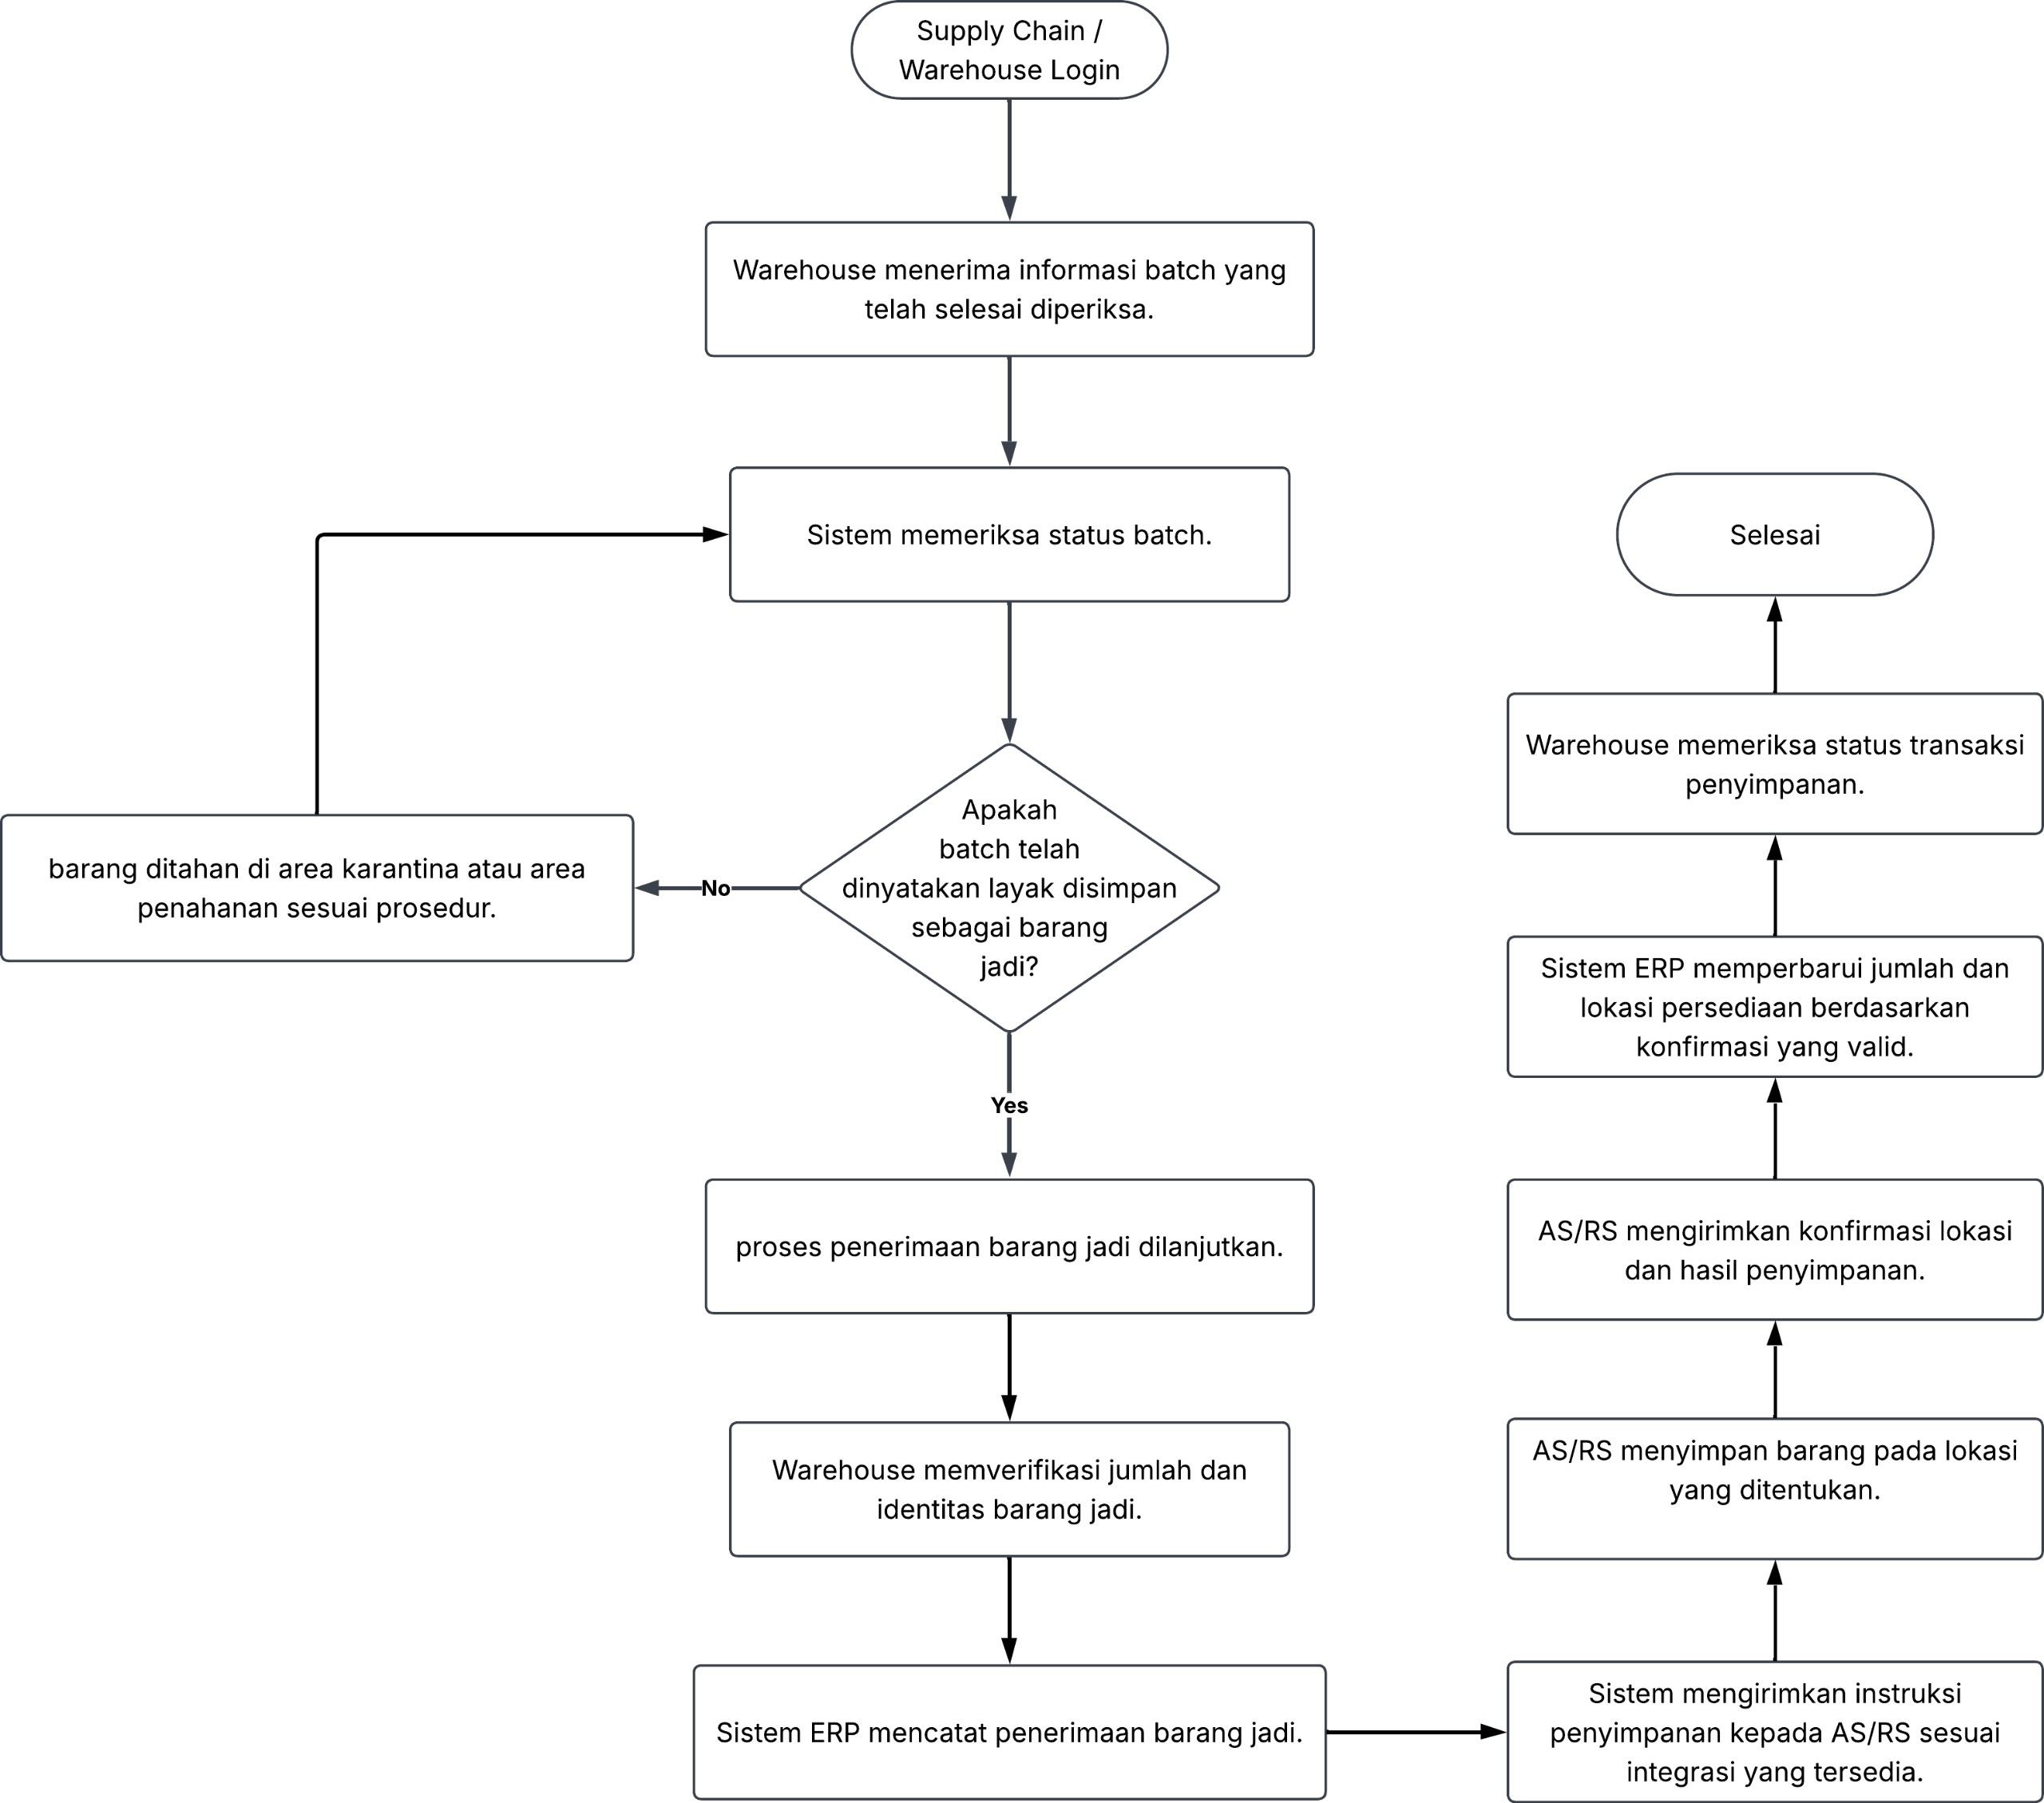 Supply Chain /
Warehouse Login
Warehouse menerima informasi batch yang
telah selesai diperiksa.
Sistem memeriksa status batch.
Apakah
batch telah
dinyatakan layak disimpan
sebagai barang
jadi?
No
barang ditahan di area karantina atau area
penahanan sesuai prosedur.
Yes
proses penerimaan barang jadi dilanjutkan.
Warehouse memverifikasi jumlah dan
identitas barang jadi.
Sistem ERP mencatat penerimaan barang jadi.
Sistem mengirimkan instruksi
penyimpanan kepada AS/RS sesuai
integrasi yang tersedia.
AS/RS menyimpan barang pada lokasi
yang ditentukan.
AS/RS mengirimkan konfirmasi lokasi
dan hasil penyimpanan.
Sistem ERP memperbarui jumlah dan
lokasi persediaan berdasarkan
konfirmasi yang valid.
Warehouse memeriksa status transaksi
penyimpanan.
Selesai